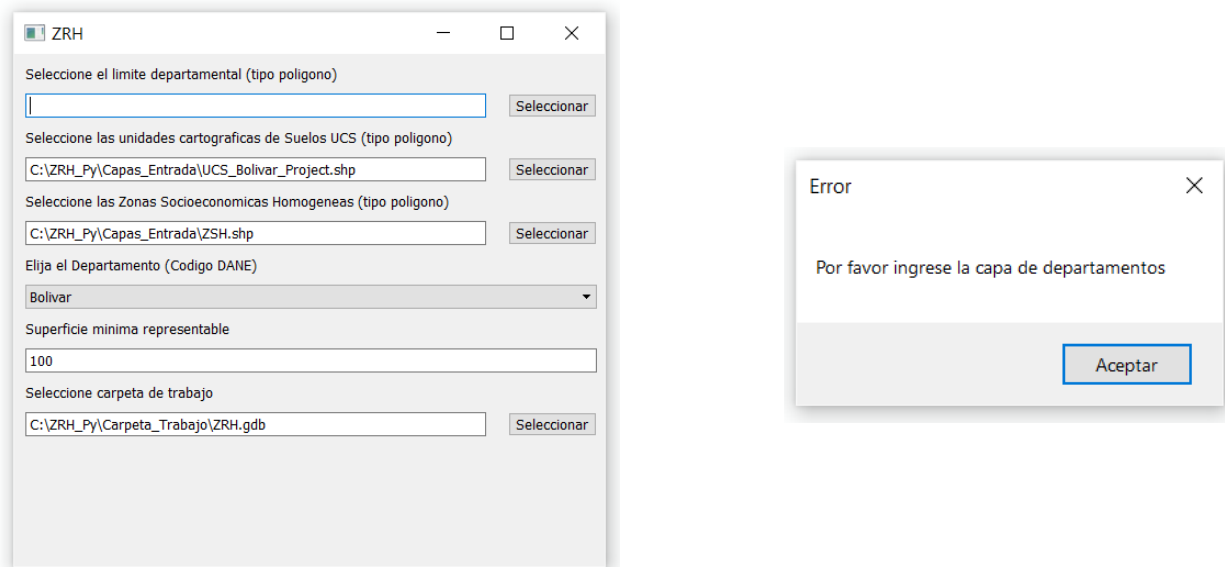 ZRH
Seleccione el limite departamental (tipo poligono)
Seleccionar
Seleccione las unidades cartograficas de Suelos UCS (tipo poligono)
C:\ZRH_Py\Capas_Entrada\UCS_Bolivar_Project.shp
Seleccionar
Seleccione las Zonas Socioeconomicas Homogeneas (tipo poligono)
C:\ZRH_Py\Capas_Entrada\ZSH.shp
Seleccionar
Elija el Departamento (Codigo DANE)
Bolivar
Superficie minima representable
100
Seleccione carpeta de trabajo
C:\ZRH_Py\Carpeta_Trabajo\ZRH.gdb
Seleccionar
Error
Por favor ingrese la capa de departamentos
Aceptar